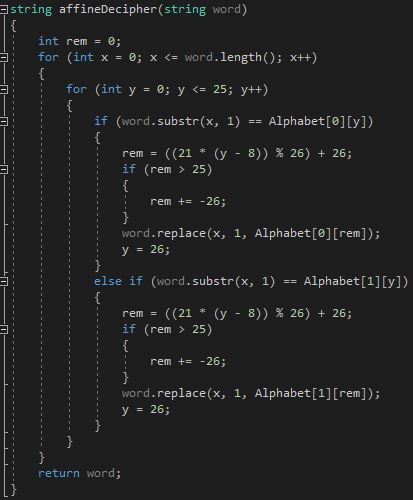 string affineDecipher(string word)
{
    int rem = 0;
    for (int x = 0; x <= word.length(); x++)
    {
        for (int y = 0; y <= 25; y++)
        {
            if (word.substr(x, 1) == Alphabet[0][y])
            {
                rem = ((21 * (y - 8)) % 26) + 26;
                if (rem > 25)
                {
                    rem += -26;
                }
                word.replace(x, 1, Alphabet[0][rem]);
                y = 26;
            }
            else if (word.substr(x, 1) == Alphabet[1][y])
            {
                rem = ((21 * (y - 8)) % 26) + 26;
                if (rem > 25)
                {
                    rem += -26;
                }
                word.replace(x, 1, Alphabet[1][rem]);
                y = 26;
            }
        }
    }
    return word;
}